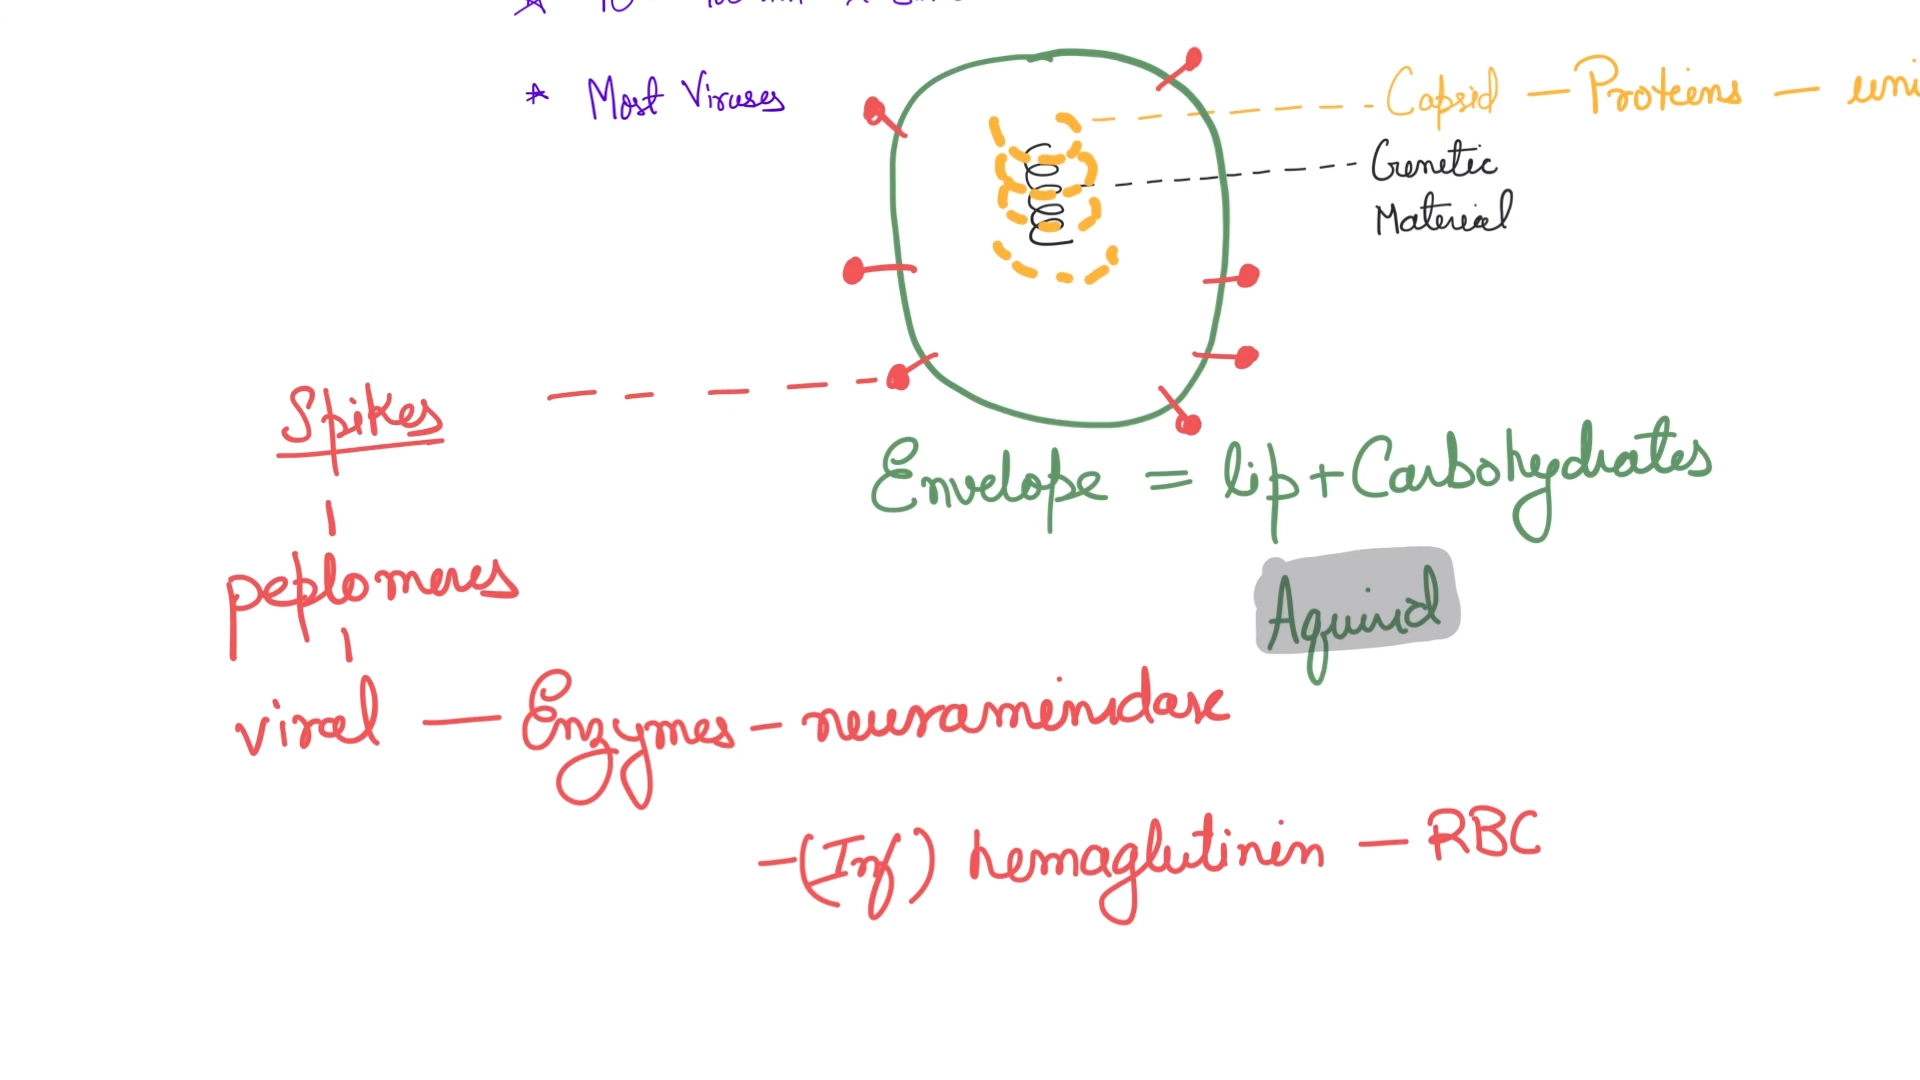 * Most Viruses
Capsid — Proteins —
Genetic
Material
Spikes
Envelope = lip + Carbohydrates
peplomeres
Aquired
viral — Enzymes - neuraminidase
- (Inf) hemaglutinin — RBC